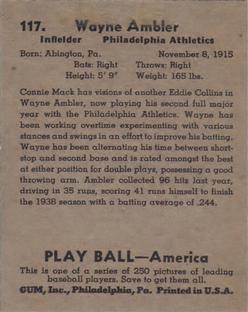 117. Wayne Ambler
Infielder Philadelphia Athletics
Born: Abington, Pa. November 8, 1915
Bats: Right Throws: Right
Height: 5' 9" Weight: 165 lbs.
Connie Mack has visions of another Eddie Collins in
Wayne Ambler, now playing his second full major
year with the Philadelphia Athletics. Wayne has
been working overtime experimenting with various
stances and swings in an effort to improve his batting.
Wayne has been alternating his time between short-
stop and second base and is rated amongst the best
at either position for double plays, possessing a good
throwing arm. Ambler collected 96 hits last year,
driving in 35 runs, scoring 41 runs himself to finish
the 1938 season with a batting average of .244.
PLAY BALL—America
This is one of a series of 250 pictures of leading
baseball players. Save to get them all.
GUM, Inc., Philadelphia, Pa. Printed in U.S.A.